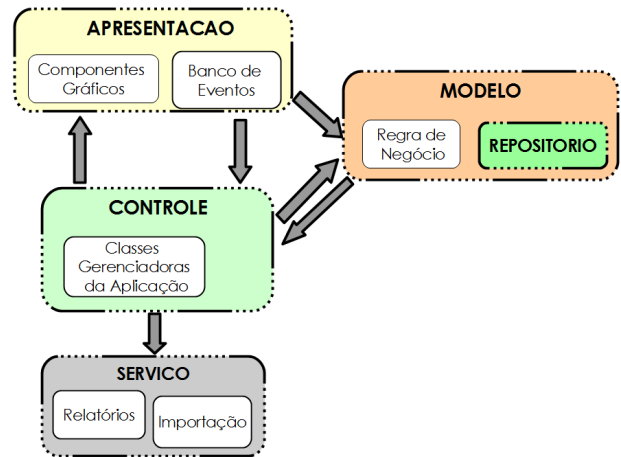 APRESENTACAO
Componentes
Gráficos
Banco de
Eventos
MODELO
Regra de
Negócio
REPOSITORIO
CONTROLE
Classes
Gerenciadoras
da Aplicação
SERVICO
Relatórios
Importação